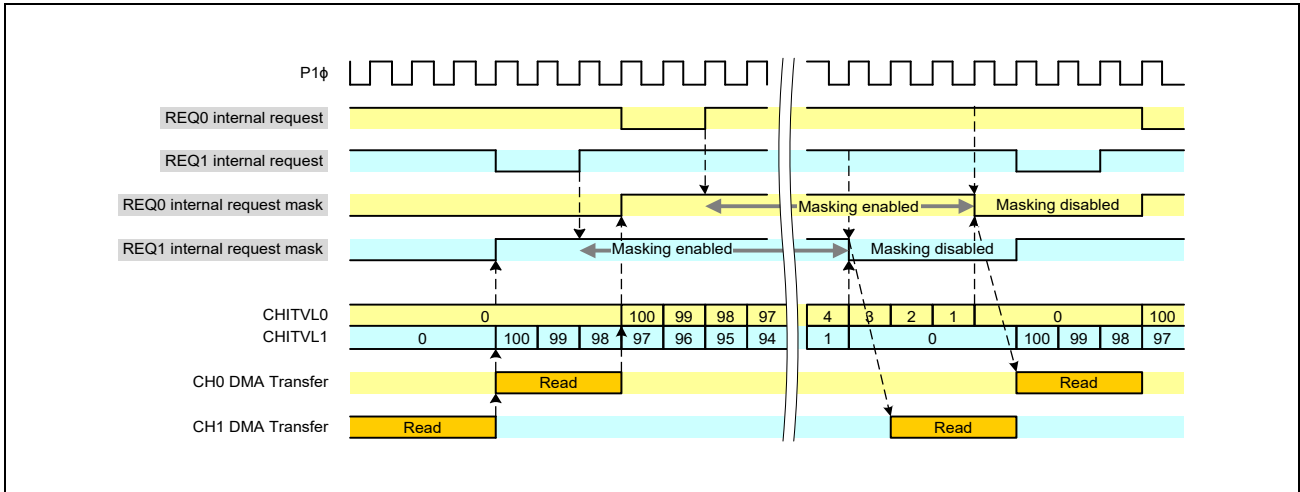 P1ϕ
REQ0 internal request
REQ1 internal request
REQ0 internal request mask
Masking enabled
Masking disabled
REQ1 internal request mask
Masking enabled
Masking disabled
CHITVL0
0 100 99 98 97 4 3 2 1 0 100
CHITVL1
0 100 99 98 97 96 95 94 1 0 100 99 98 97
CH0 DMA Transfer
Read
Read
CH1 DMA Transfer
Read
Read